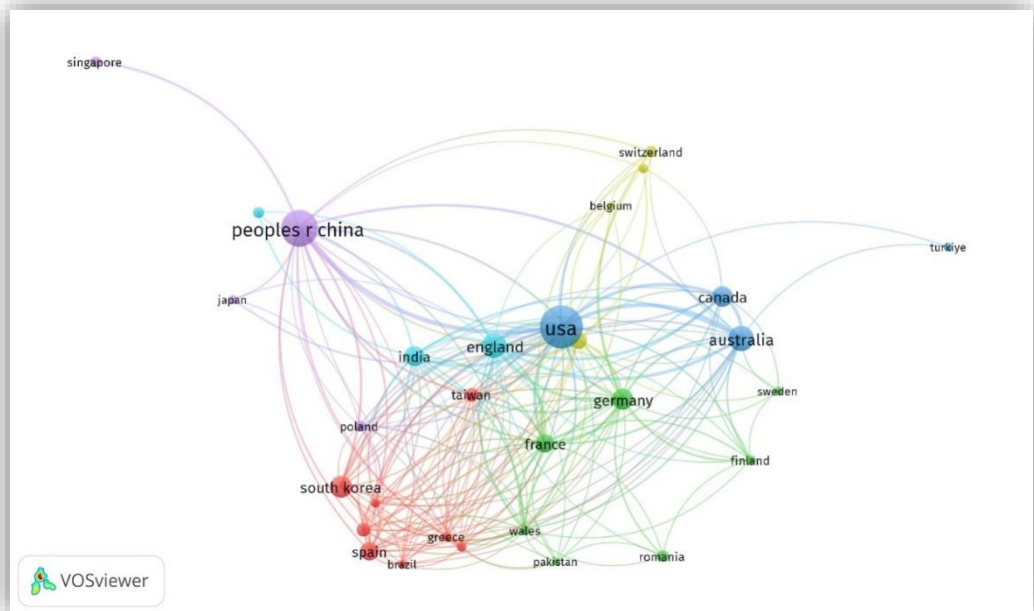 singapore
switzerland
belgium
peoples r china
turkiye
japan
canada
usa
australia
england
india
sweden
taiwan
germany
poland
france
finland
south korea
wales
greece
spain
brazil
pakistan
romania
VOSviewer